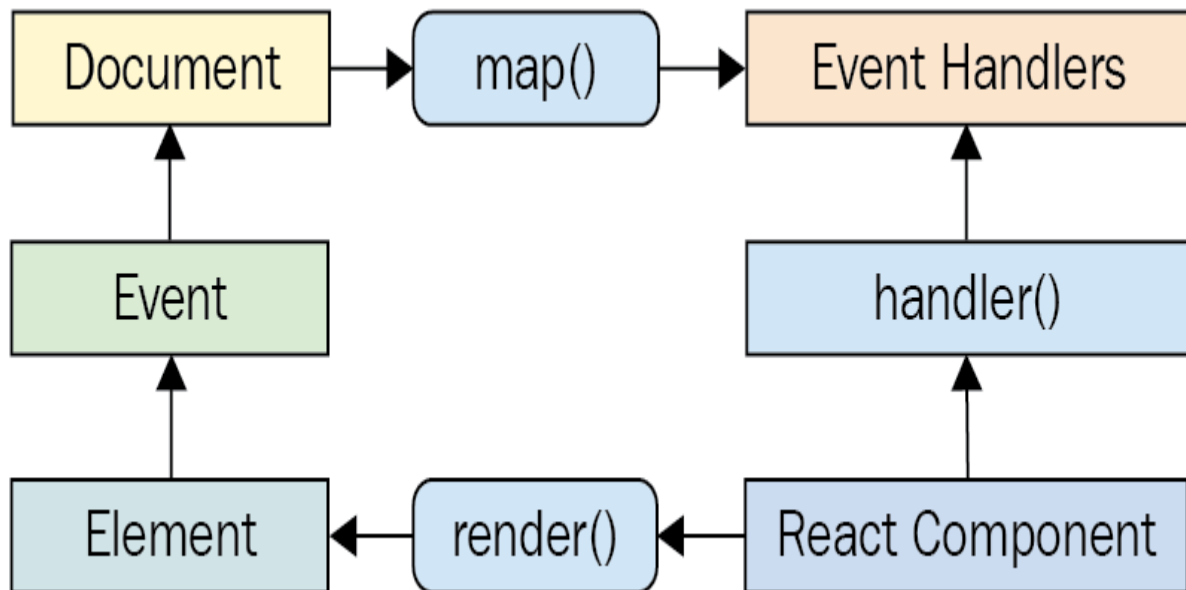 Document
map()
Event Handlers
Event
handler()
Element
render()
React Component